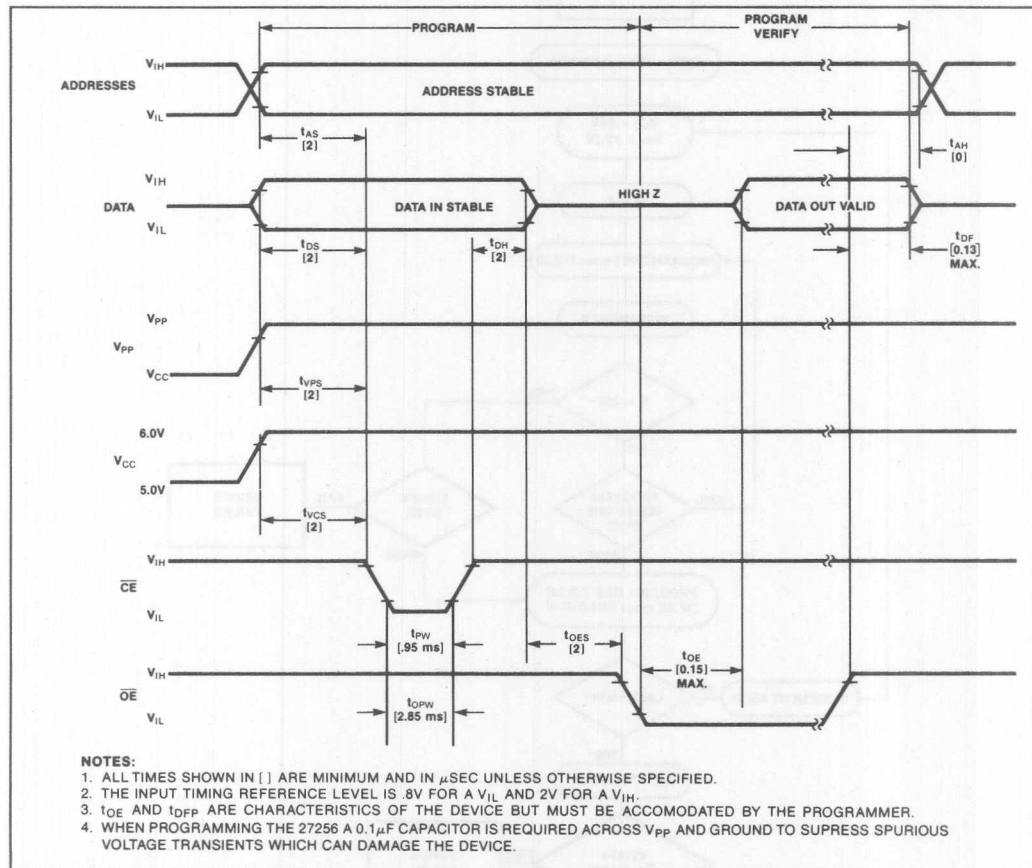 PROGRAM
PROGRAM
VERIFY
ADDRESSES
VIH
VIL
ADDRESS STABLE
tAS
[2]
tAH
[0]
DATA
VIH
VIL
DATA IN STABLE
HIGH Z
DATA OUT VALID
tDS
[2]
tDH
[2]
tDF
[0.13]
MAX.
VPP
VPP
VCC
tVPS
[2]
6.0V
VCC
5.0V
tVCS
[2]
VIH
CE
VIL
tPW
[.95 ms]
tOES
[2]
tOE
[0.15]
MAX.
VIH
OE
VIL
tOPW
[2.85 ms]
NOTES:
1. ALL TIMES SHOWN IN [ ] ARE MINIMUM AND IN µSEC UNLESS OTHERWISE SPECIFIED.
2. THE INPUT TIMING REFERENCE LEVEL IS .8V FOR A VIL AND 2V FOR A VIH.
3. tOE AND tDFP ARE CHARACTERISTICS OF THE DEVICE BUT MUST BE ACCOMODATED BY THE PROGRAMMER.
4. WHEN PROGRAMMING THE 27256 A 0.1µF CAPACITOR IS REQUIRED ACROSS VPP AND GROUND TO SUPRESS SPURIOUS
VOLTAGE TRANSIENTS WHICH CAN DAMAGE THE DEVICE.